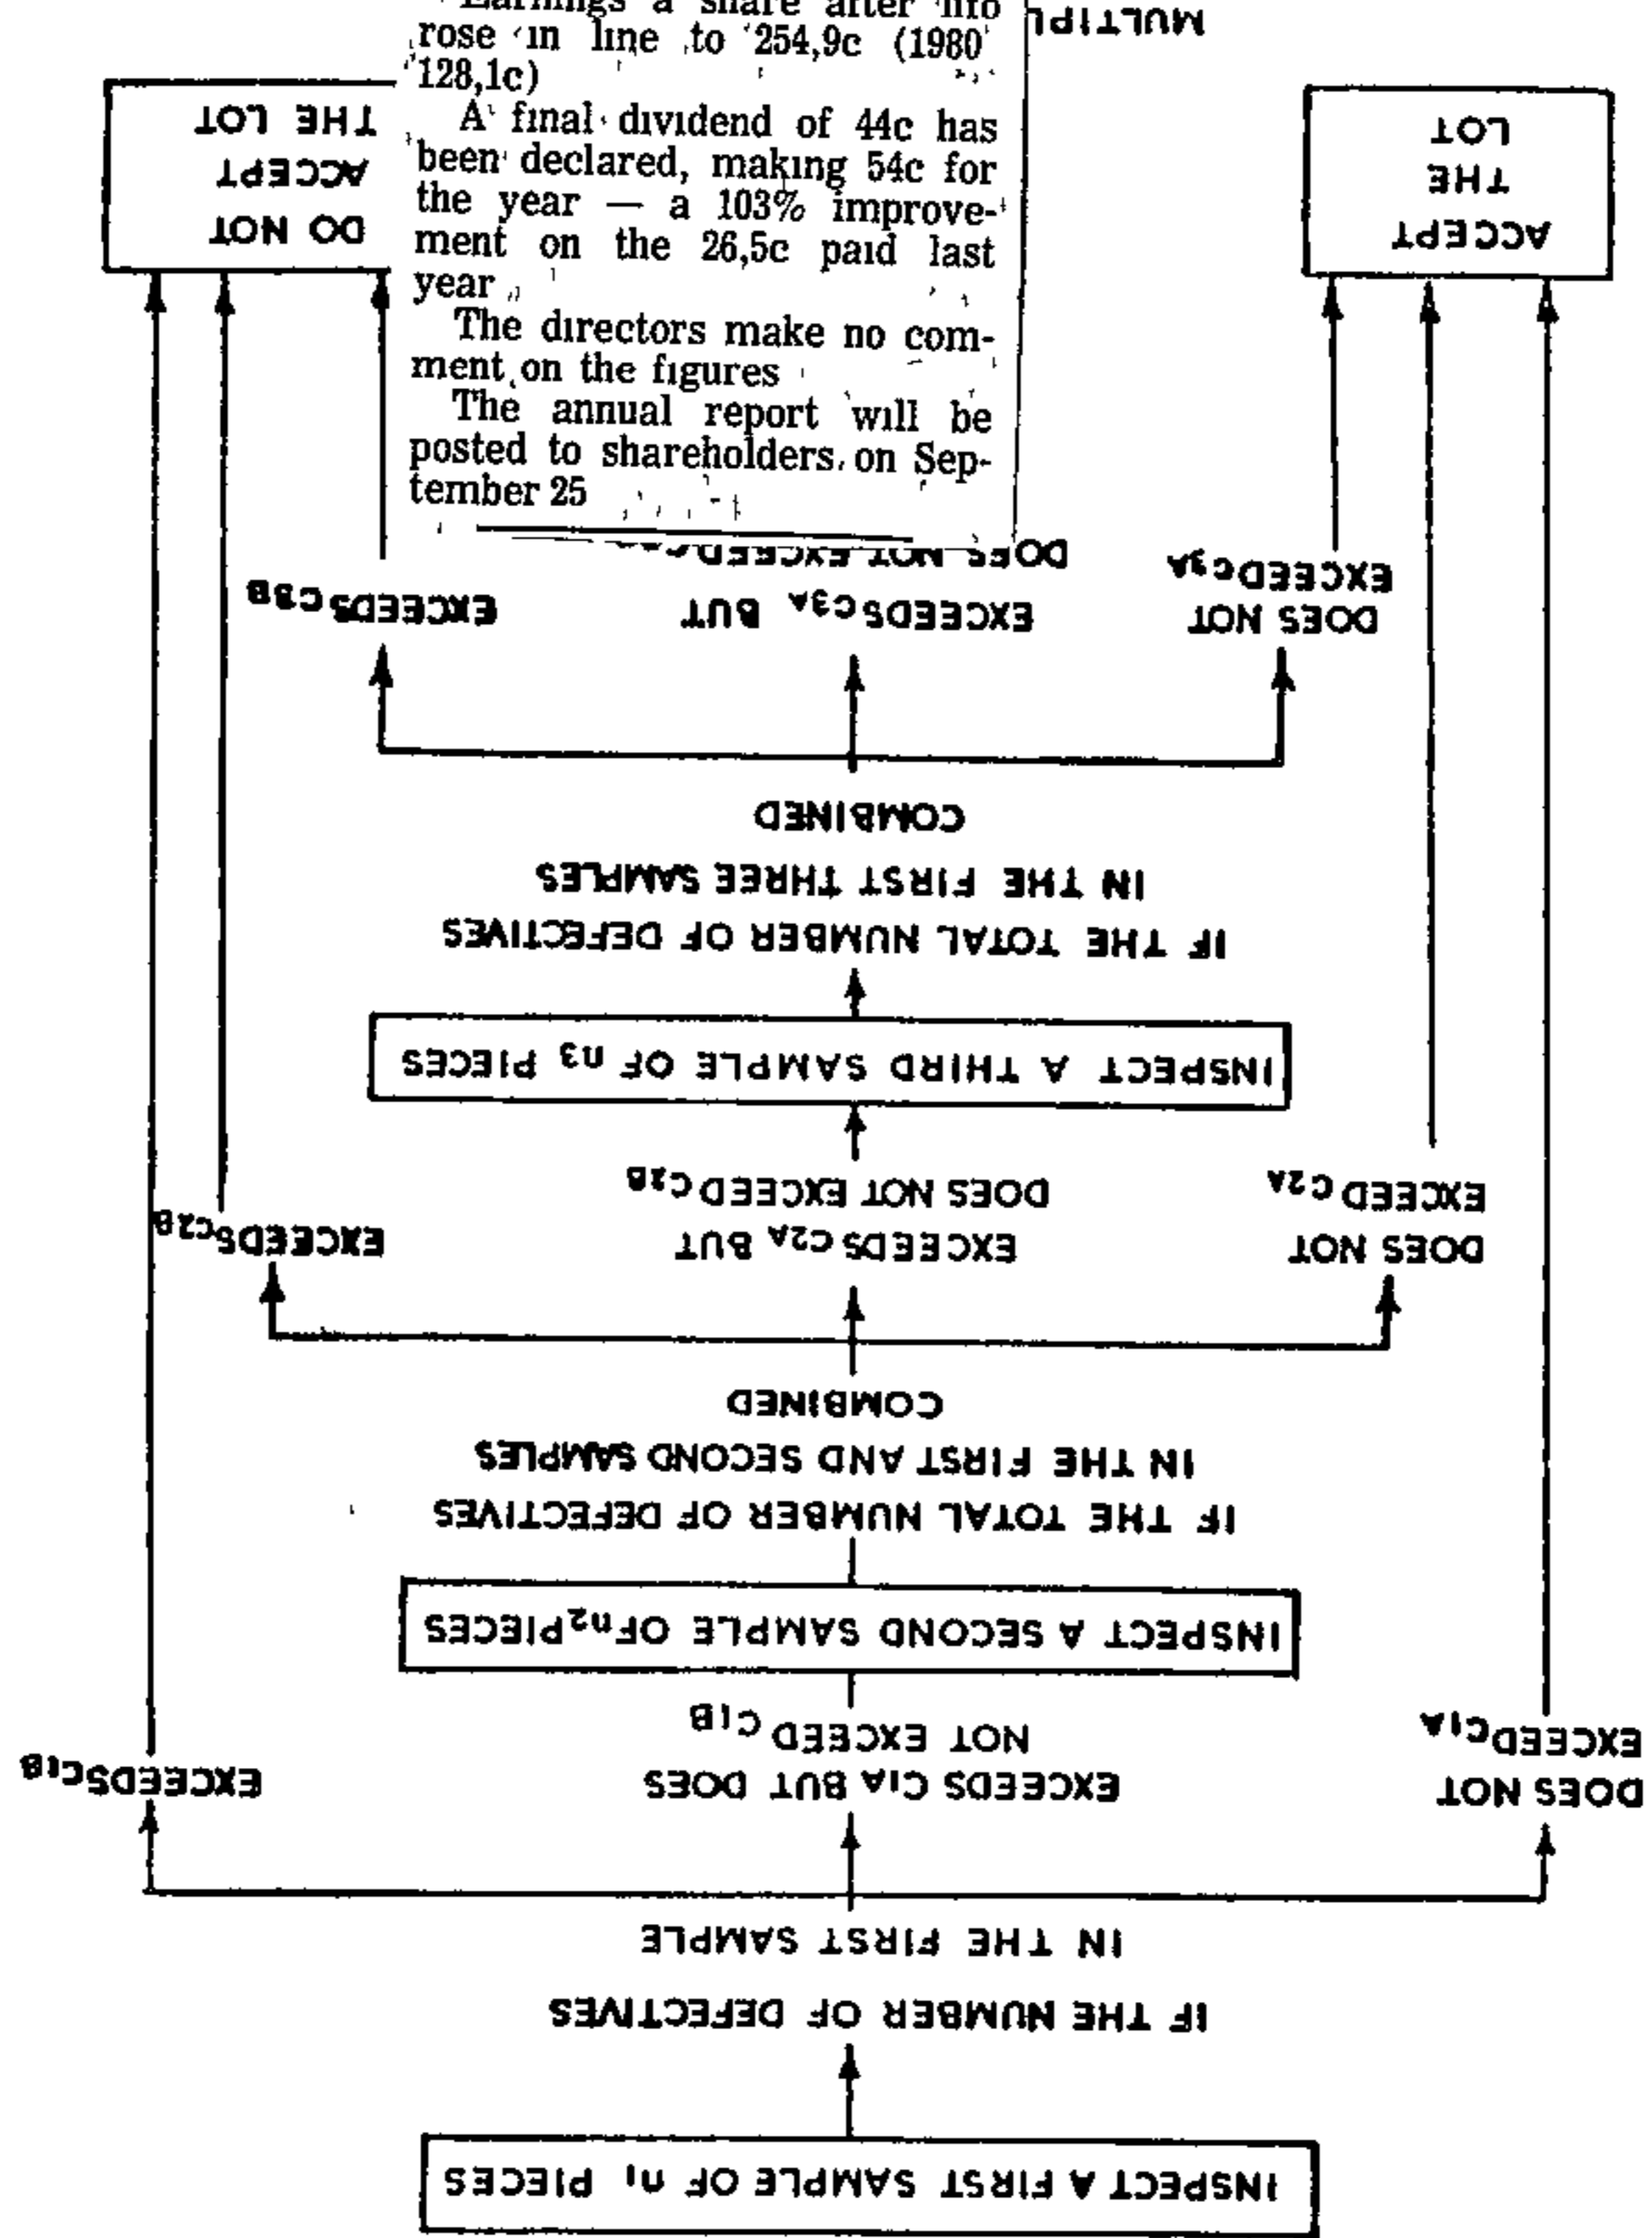 rose in line to 254,9c (1980
128,1c)
A final dividend of 44c has
been declared, making 54c for
the year — a 103% improve-
ment on the 26,5c paid last
year
The directors make no com-
ment on the figures
The annual report will be
posted to shareholders on Sep-
tember 25
INSPECT A FIRST SAMPLE OF n1 PIECES
IF THE NUMBER OF DEFECTIVES
IN THE FIRST SAMPLE
DOES NOT
EXCEED C1A
EXCEEDS C1A BUT DOES
NOT EXCEED C1B
EXCEEDS C1B
INSPECT A SECOND SAMPLE OF n2 PIECES
IF THE TOTAL NUMBER OF DEFECTIVES
IN THE FIRST AND SECOND SAMPLES
COMBINED
DOES NOT
EXCEED C2A
EXCEEDS C2A BUT
DOES NOT EXCEED C2B
EXCEEDS C2B
INSPECT A THIRD SAMPLE OF n3 PIECES
IF THE TOTAL NUMBER OF DEFECTIVES
IN THE FIRST THREE SAMPLES
COMBINED
DOES NOT
EXCEED C3A
EXCEEDS C3A BUT
DOES NOT EXCEED
EXCEEDS C3B
ACCEPT
THE
LOT
DO NOT
ACCEPT
THE LOT